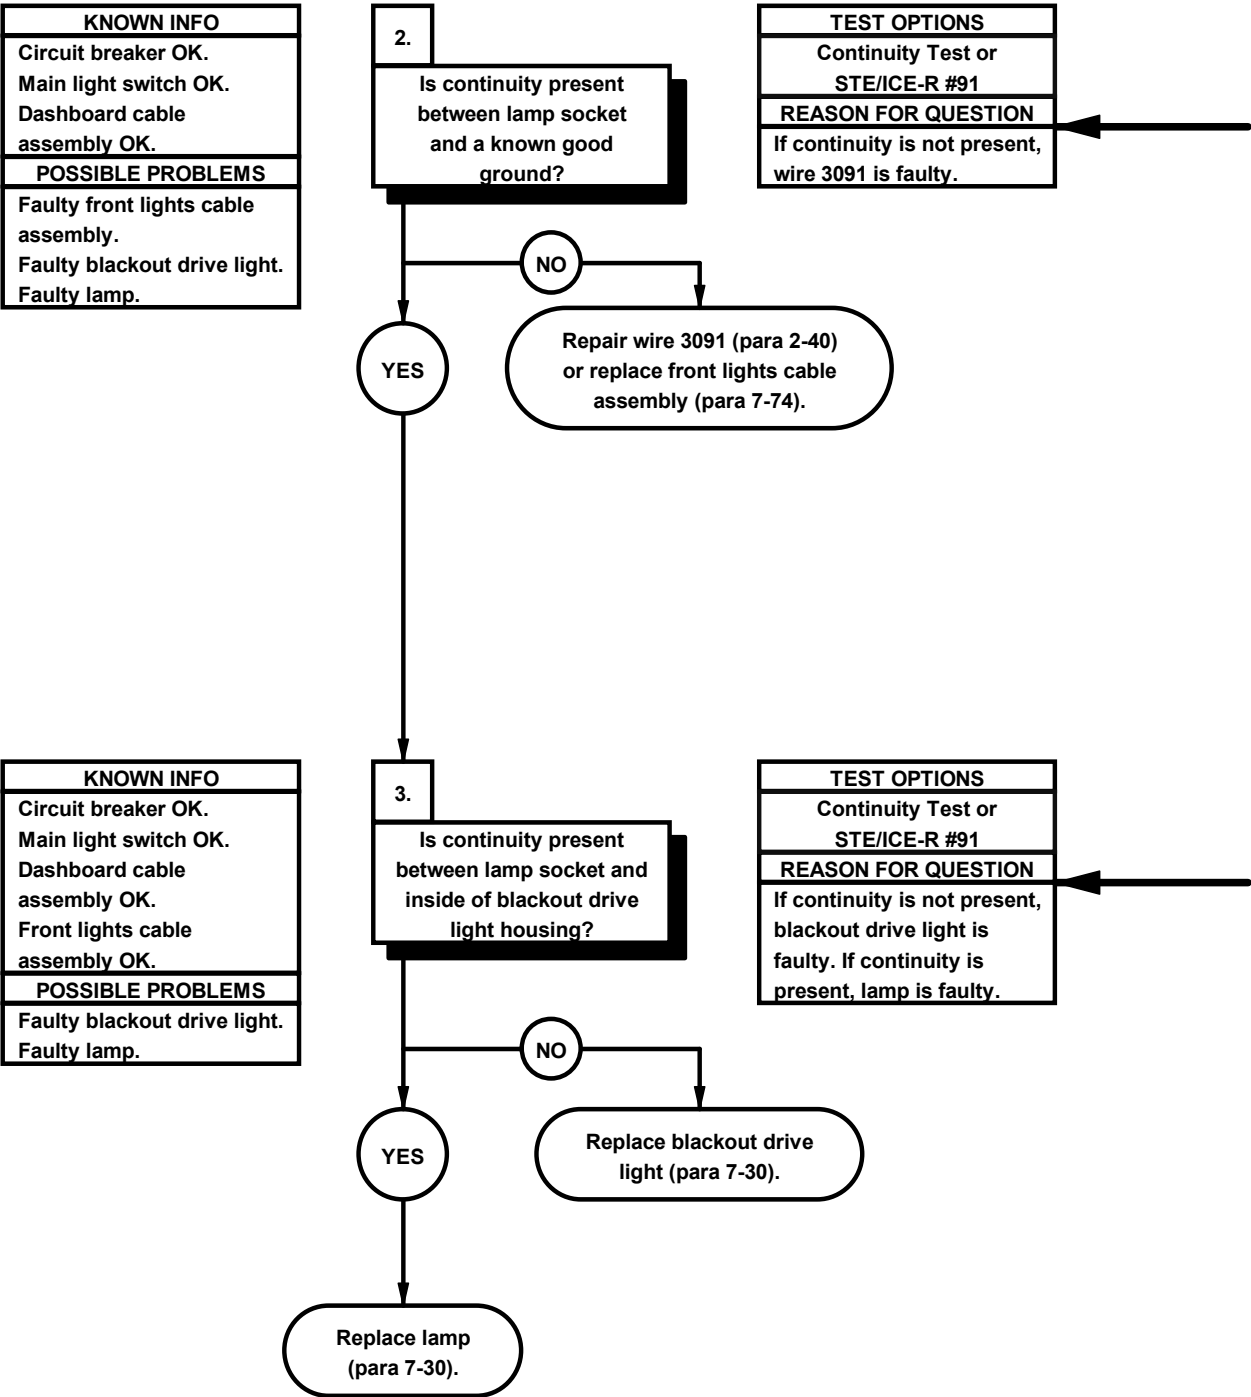 KNOWN INFO
Circuit breaker OK.
Main light switch OK.
Dashboard cable
assembly OK.
POSSIBLE PROBLEMS
Faulty front lights cable
assembly.
Faulty blackout drive light.
Faulty lamp.
2.
Is continuity present
between lamp socket
and a known good
ground?
TEST OPTIONS
Continuity Test or
STE/ICE-R #91
REASON FOR QUESTION
If continuity is not present,
wire 3091 is faulty.
NO
YES
Repair wire 3091 (para 2-40)
or replace front lights cable
assembly (para 7-74).
KNOWN INFO
Circuit breaker OK.
Main light switch OK.
Dashboard cable
assembly OK.
Front lights cable
assembly OK.
POSSIBLE PROBLEMS
Faulty blackout drive light.
Faulty lamp.
3.
Is continuity present
between lamp socket and
inside of blackout drive
light housing?
TEST OPTIONS
Continuity Test or
STE/ICE-R #91
REASON FOR QUESTION
If continuity is not present,
blackout drive light is
faulty. If continuity is
present, lamp is faulty.
NO
YES
Replace blackout drive
light (para 7-30).
Replace lamp
(para 7-30).